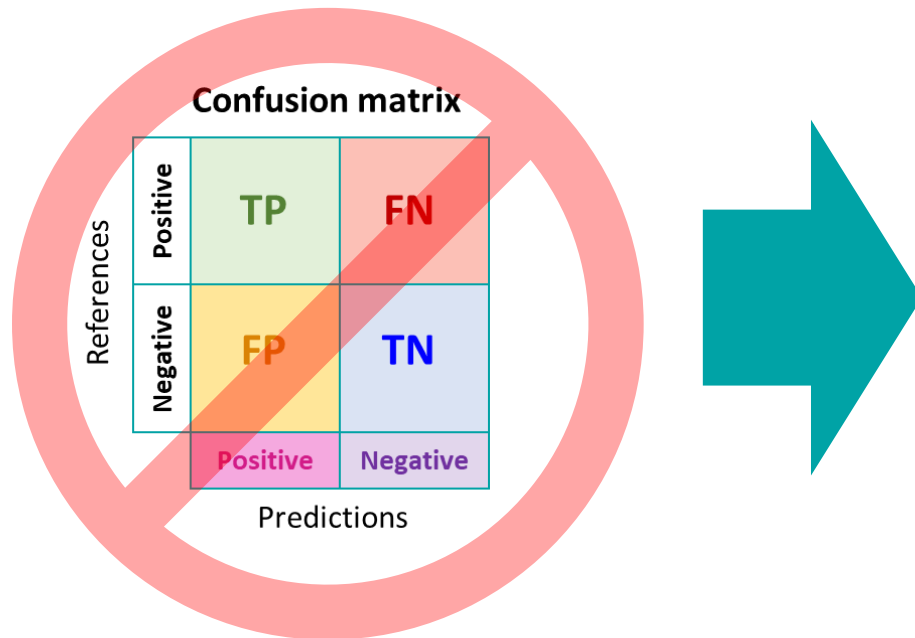 Confusion matrix
References
Positive
TP
FN
Negative
FP
TN
Positive
Negative
Predictions